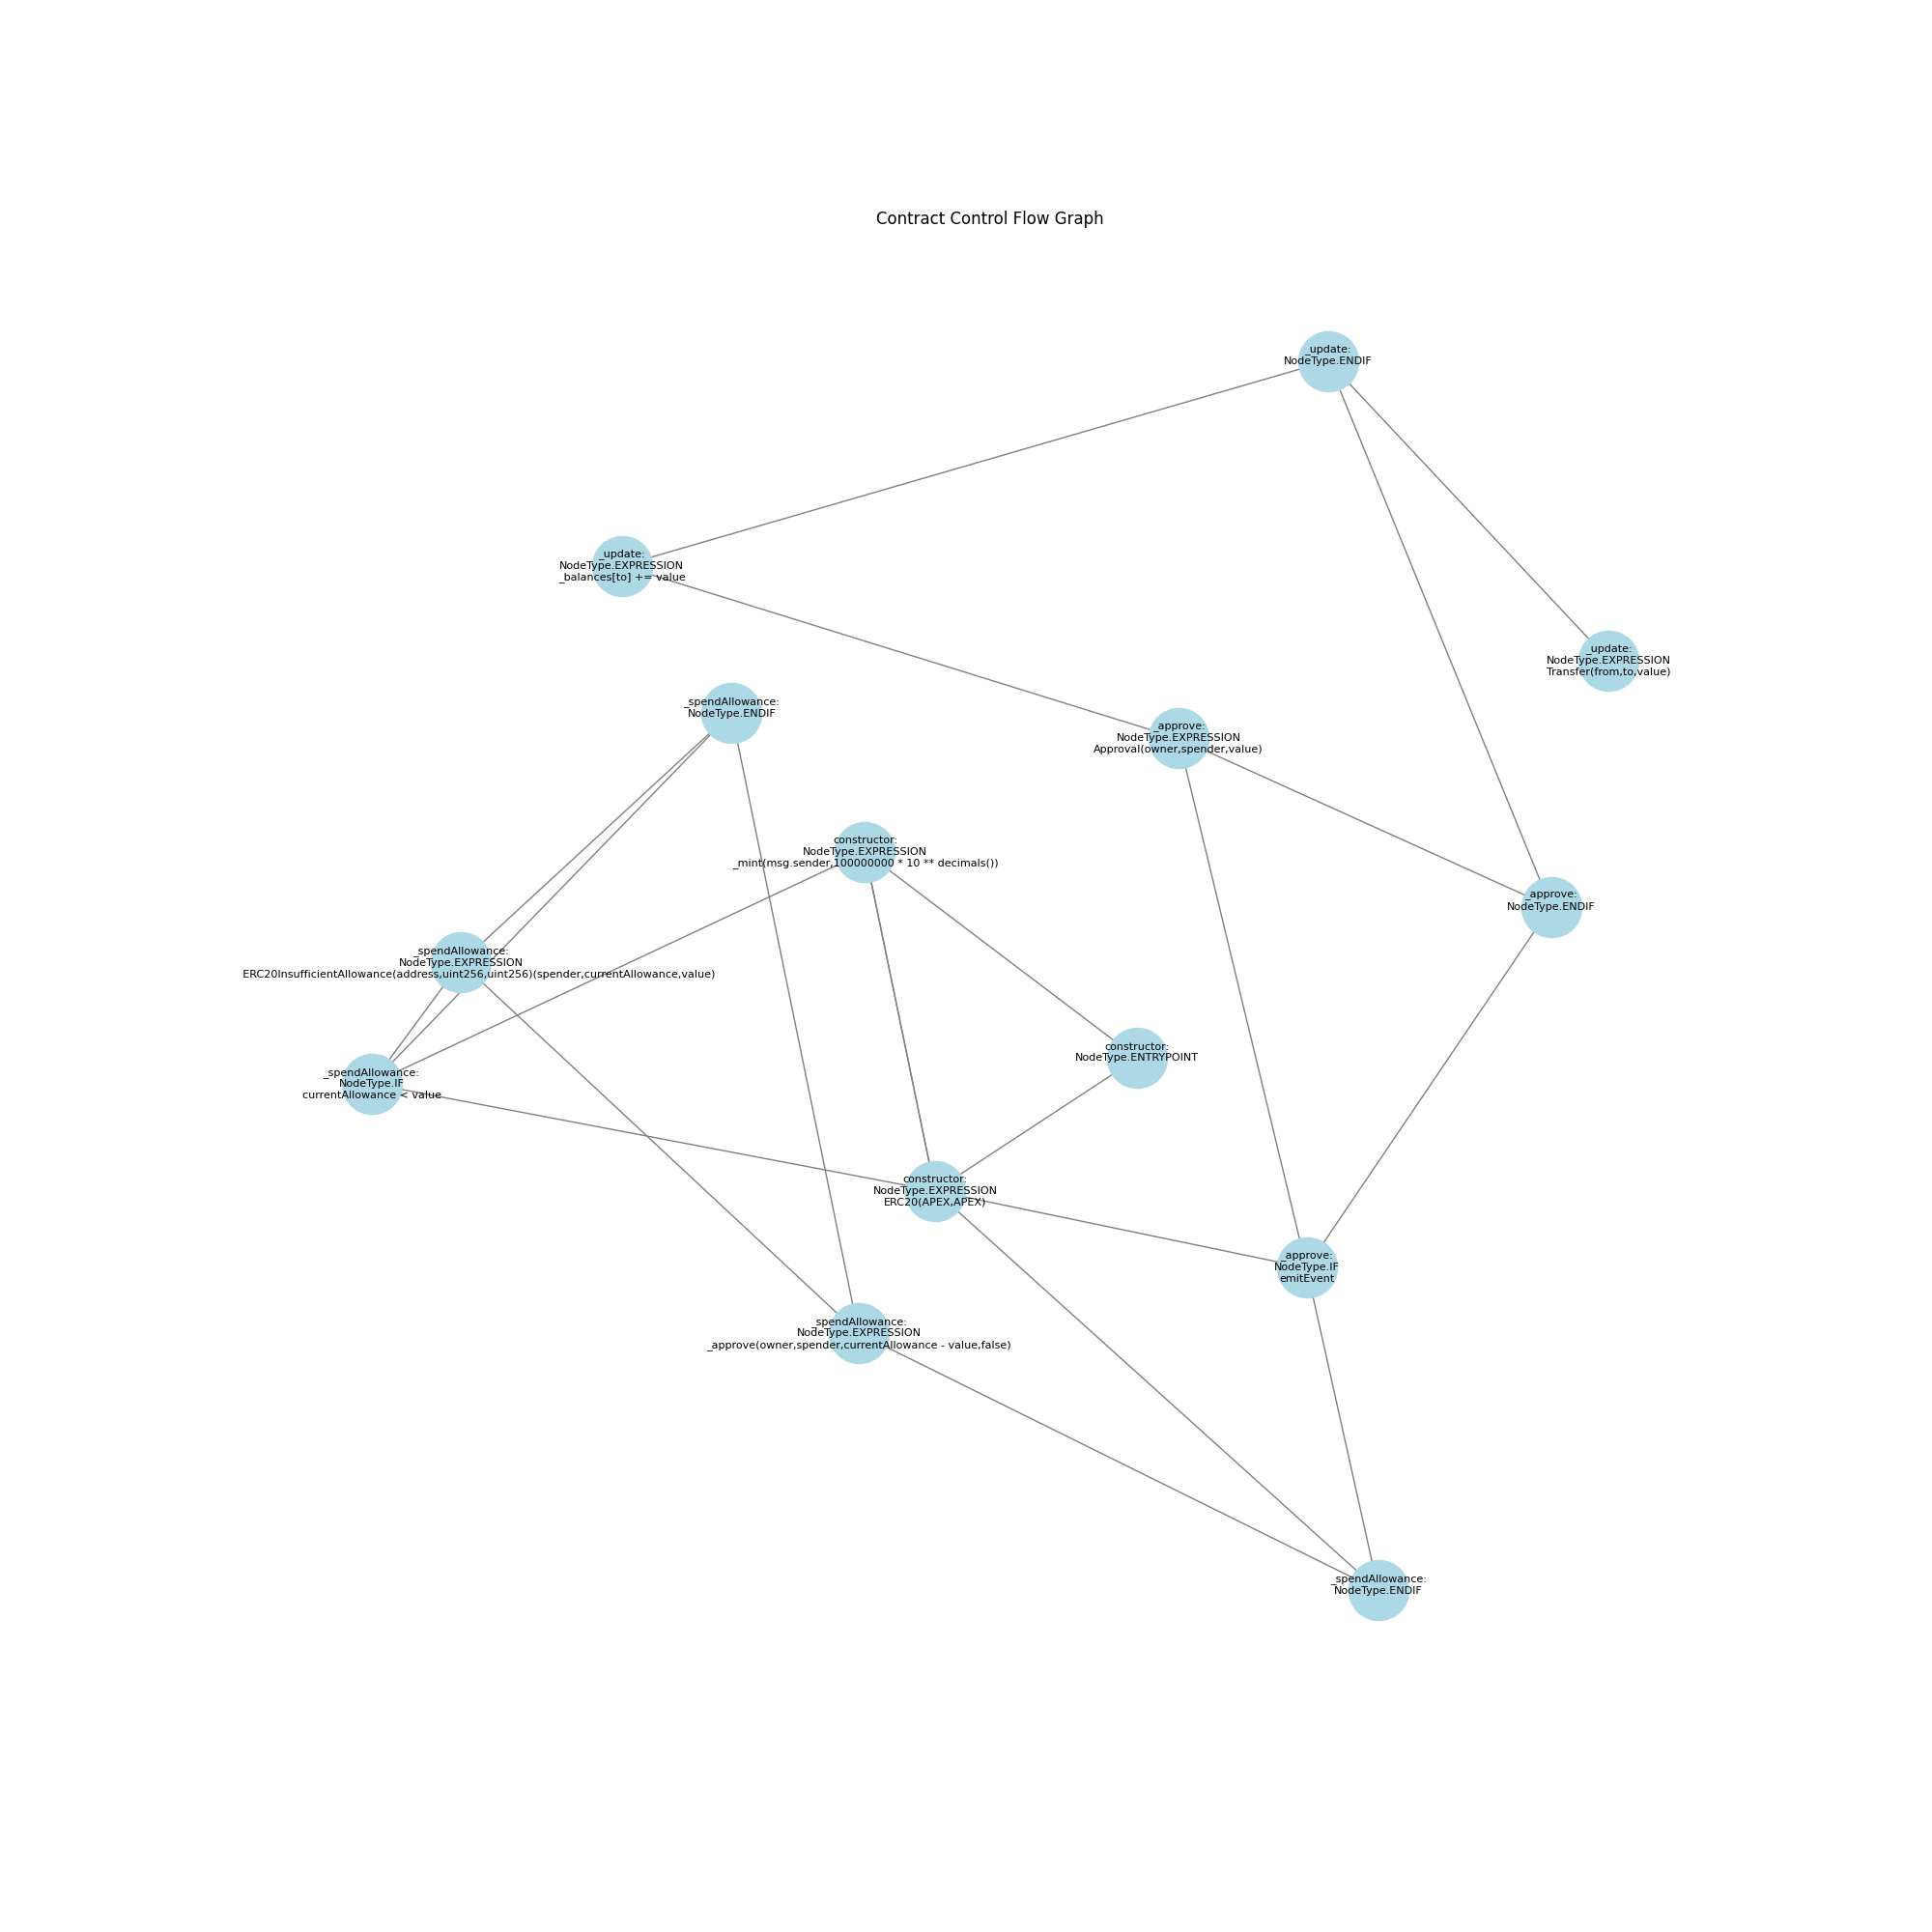 Contract Control Flow Graph
_update:
NodeType.ENDIF
_update:
NodeType.EXPRESSION
_balances[to] += value
_update:
NodeType.EXPRESSION
Transfer(from,to,value)
_spendAllowance:
NodeType.ENDIF
_approve:
NodeType.EXPRESSION
Approval(owner,spender,value)
constructor:
NodeType.EXPRESSION
_mint(msg.sender,100000000 * 10 ** decimals())
_approve:
NodeType.ENDIF
_spendAllowance:
NodeType.EXPRESSION
ERC20InsufficientAllowance(address,uint256,uint256)(spender,currentAllowance,value)
constructor:
NodeType.ENTRYPOINT
_spendAllowance:
NodeType.IF
currentAllowance < value
constructor:
NodeType.EXPRESSION
ERC20(APEX,APEX)
_approve:
NodeType.IF
emitEvent
_spendAllowance:
NodeType.EXPRESSION
_approve(owner,spender,currentAllowance - value,false)
_spendAllowance:
NodeType.ENDIF